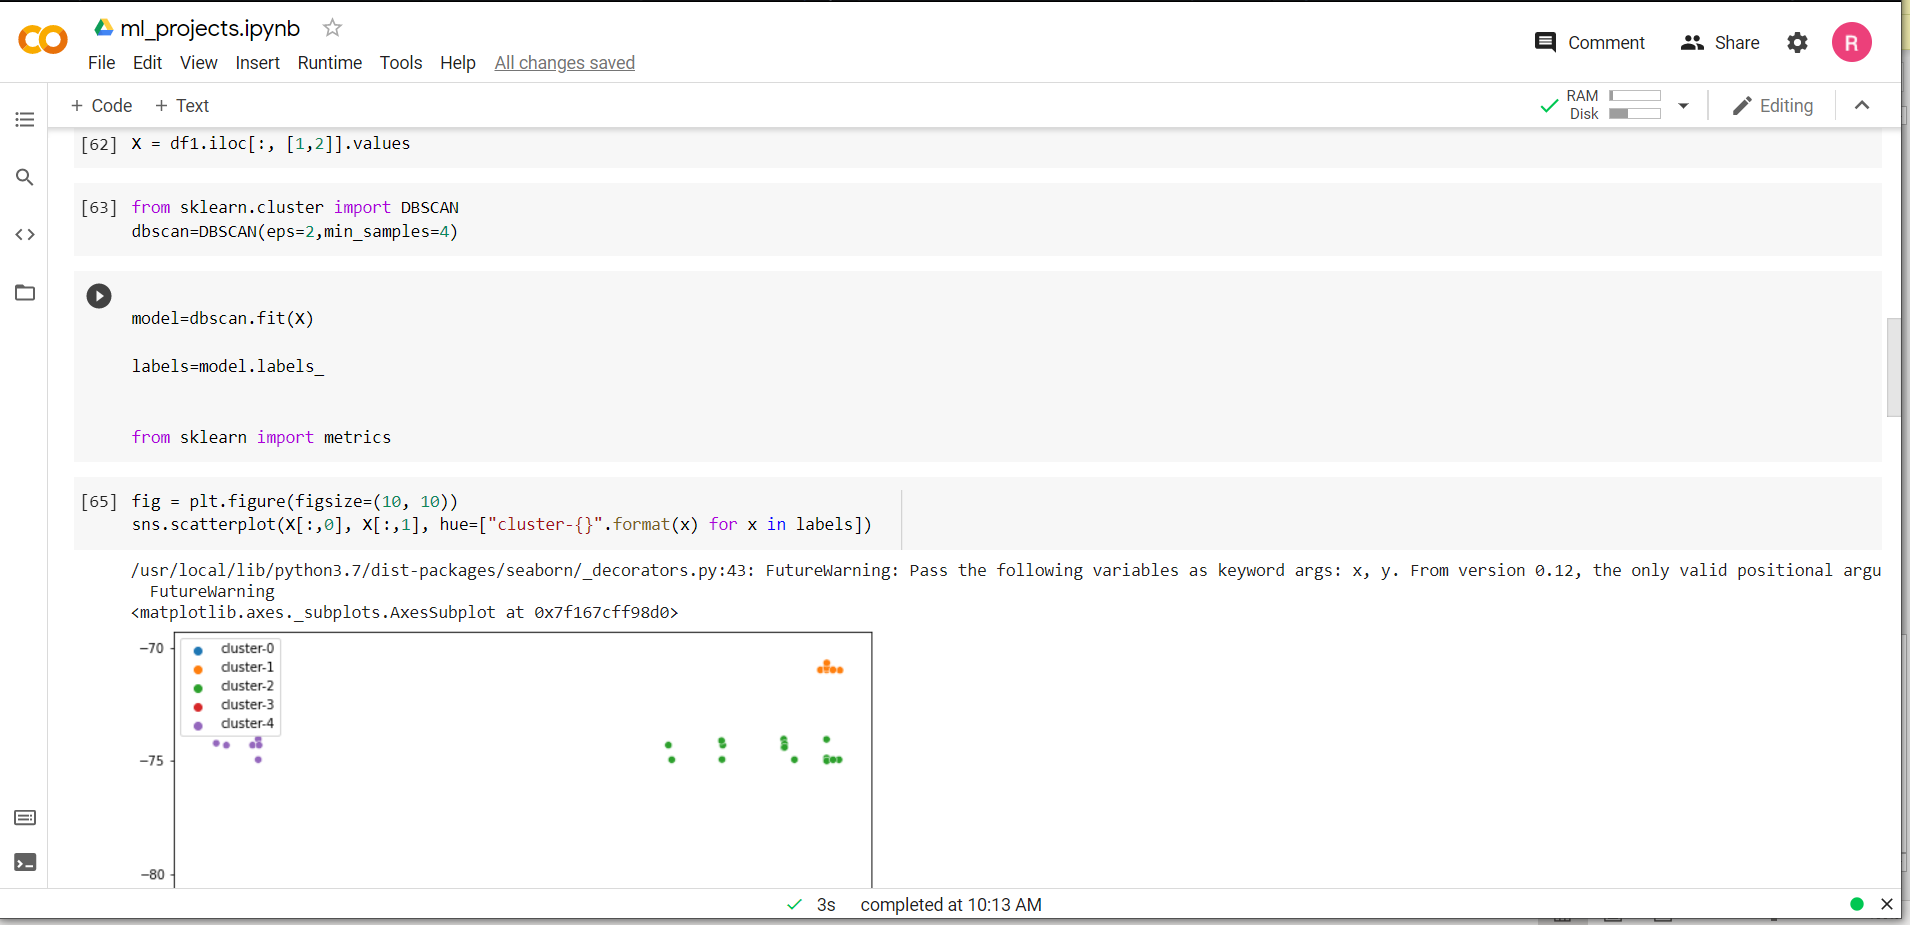 ml_projects.ipynb
File Edit View Insert Runtime Tools Help All changes saved
Comment Share R
+ Code + Text
RAM
Disk
Editing
[62] X = df1.iloc[:, [1,2]].values
[63] from sklearn.cluster import DBSCAN
dbscan=DBSCAN(eps=2,min_samples=4)
model=dbscan.fit(X)
labels=model.labels_
from sklearn import metrics
[65] fig = plt.figure(figsize=(10, 10))
sns.scatterplot(X[:,0], X[:,1], hue=["cluster-{}".format(x) for x in labels])
/usr/local/lib/python3.7/dist-packages/seaborn/_decorators.py:43: FutureWarning: Pass the following variables as keyword args: x, y. From version 0.12, the only valid positional argu
FutureWarning
<matplotlib.axes._subplots.AxesSubplot at 0x7f167cff98d0>
−70
cluster-0
cluster-1
cluster-2
cluster-3
cluster-4
−75
−80
3s completed at 10:13 AM